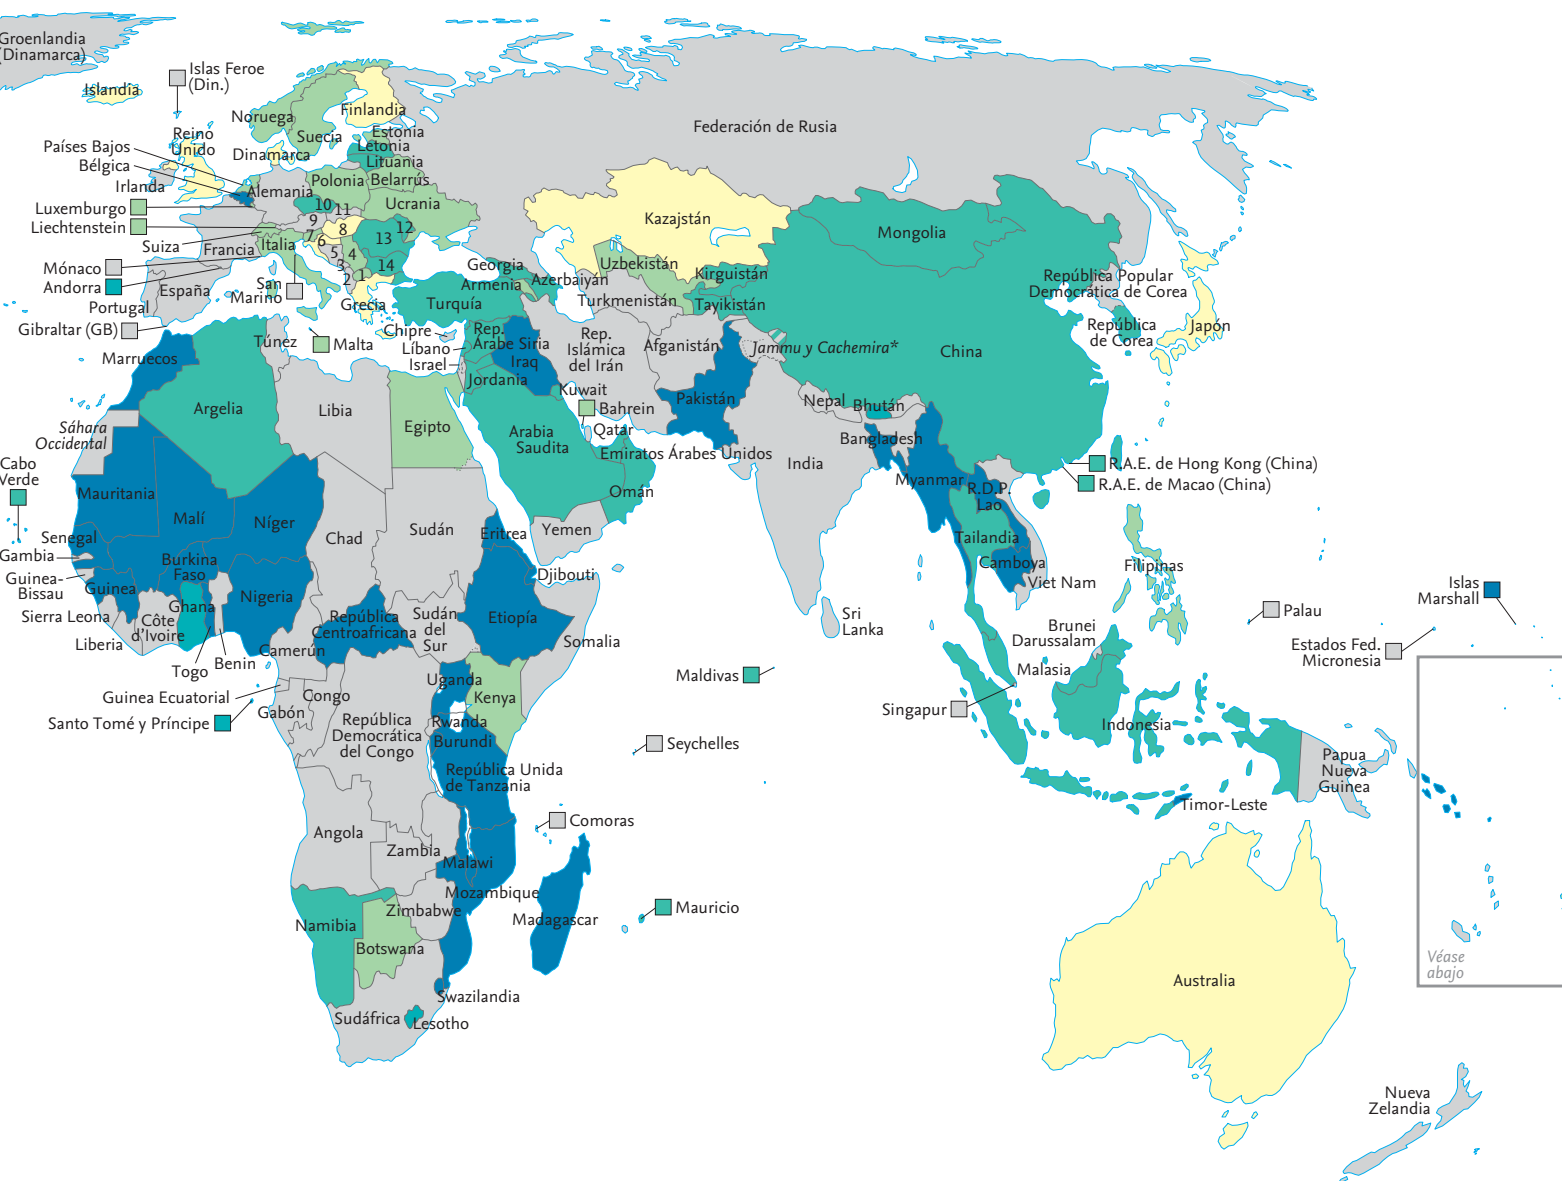 Groenlandia
(Dinamarca)
Islandia
Islas Feroe
(Din.)
Noruega
Suecia
Finlandia
Reino
Unido
Dinamarca
Estonia
Letonia
Lituania
Países Bajos
Bélgica
Irlanda
Alemania
Polonia
Belarrús
Luxemburgo
Liechtenstein
Ucrania
Suiza
Francia
Italia
10
11
9
8
7
6
12
13
5
4
3
14
2
1
Mónaco
Andorra
España
San
Marino
Portugal
Gibraltar (GB)
Grecia
Malta
Chipre
Georgia
Armenia
Azerbaiyán
Turquía
Federación de Rusia
Kazajstán
Uzbekistán
Kirguistán
Turkmenistán
Tayikistán
Mongolia
República Popular
Democrática de Corea
República
de Corea
Japón
China
Marruecos
Túnez
Líbano
Israel
Rep.
Árabe Siria
Iraq
Jordania
Rep.
Islámica
del Irán
Afganistán
Jammu y Cachemira*
Argelia
Libia
Egipto
Kuwait
Bahrein
Qatar
Emiratos Árabes Unidos
Arabia
Saudita
Omán
Yemen
Pakistán
Nepal
Bhután
Bangladesh
India
Myanmar
R.D.P.
Lao
R.A.E. de Hong Kong (China)
R.A.E. de Macao (China)
Sáhara
Occidental
Cabo
Verde
Mauritania
Malí
Níger
Chad
Sudán
Eritrea
Djibouti
Senegal
Gambia
Guinea-
Bissau
Guinea
Sierra Leona
Liberia
Côte
d'Ivoire
Burkina
Faso
Ghana
Togo
Benin
Nigeria
Camerún
República
Centroafricana
Sudán
del
Sur
Etiopía
Somalia
Tailandia
Camboya
Viet Nam
Filipinas
Sri
Lanka
Brunei
Darussalam
Malasia
Palau
Islas
Marshall
Estados Fed.
Micronesia
Maldivas
Singapur
Indonesia
Guinea Ecuatorial
Santo Tomé y Príncipe
Gabón
Congo
República
Democrática
del Congo
Uganda
Kenya
Rwanda
Burundi
República Unida
de Tanzanía
Seychelles
Comoras
Papua
Nueva
Guinea
Timor-Leste
Angola
Zambia
Malawi
Mozambique
Zimbabwe
Madagascar
Mauricio
Namibia
Botswana
Swazilandia
Sudáfrica
Lesotho
Australia
Véase
abajo
Nueva
Zelandia